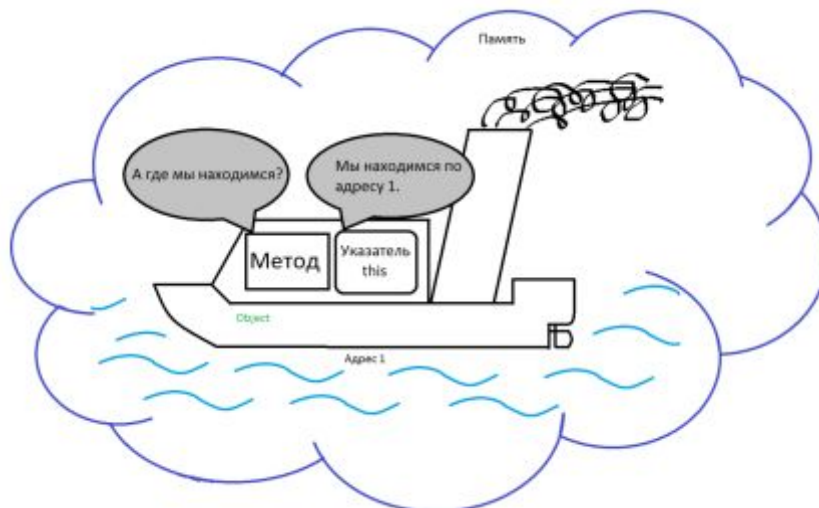 Память
А где мы находимся?
Мы находимся по
адресу 1.
Метод
Указатель
this
Object
Адрес 1